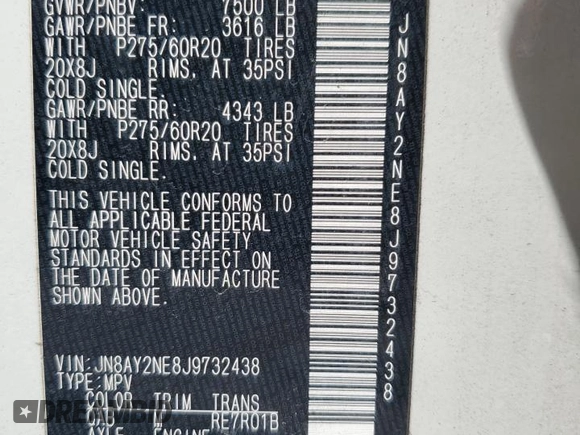 GVWR/PNBV: 7500 LB
GAWR/PNBE FR: 3616 LB
WITH P275/60R20 TIRES
20X8J RIMS, AT 35PSI
COLD SINGLE.
GAWR/PNBE RR: 4343 LB
WITH P275/60R20 TIRES
20X8J RIMS, AT 35PSI
COLD SINGLE.
THIS VEHICLE CONFORMS TO
ALL APPLICABLE FEDERAL
MOTOR VEHICLE SAFETY
STANDARDS IN EFFECT ON
THE DATE OF MANUFACTURE
SHOWN ABOVE.
VIN:JN8AY2NE8J9732438
TYPE:MPV
COLOR TRIM TRANS
RE7R01B
AXLE ENGINE
JN8AY2NE8J9732438
DREAMBID